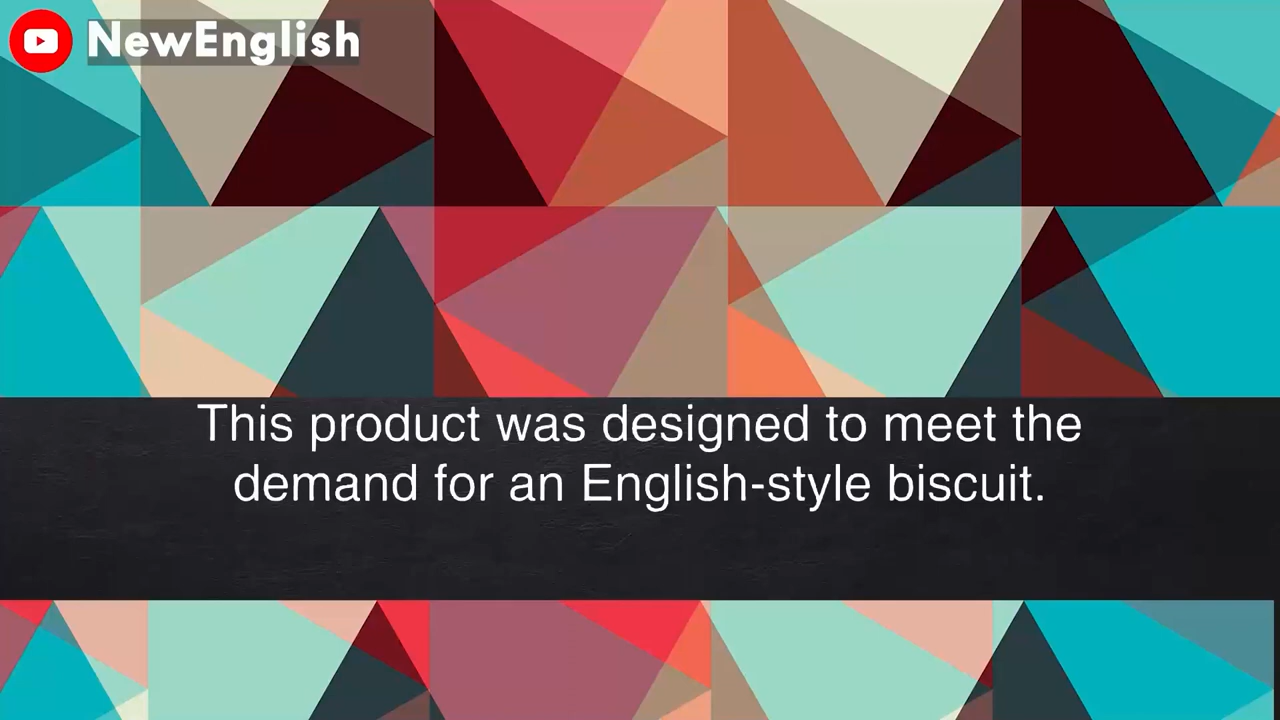 NewEnglish
This product was designed to meet the
demand for an English-style biscuit.